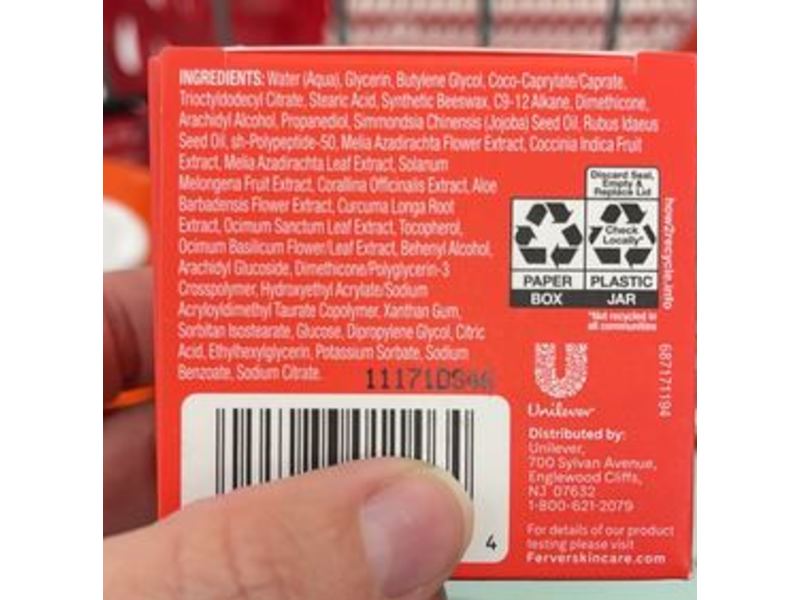 INGREDIENTS: Water (Aqua), Glycerin, Butylene Glycol, Coco-Caprylate/Caprate,
Trioctyldodecyl Citrate, Stearic Acid, Synthetic Beeswax, C9-12 Alkane, Dimethicone,
Arachidyl Alcohol, Propanediol, Simmondsia Chinensis (Jojoba) Seed Oil, Rubus Idaeus
Seed Oil, sh-Polypeptide-50, Melia Azadirachta Flower Extract, Coccinia Indica Fruit
Extract, Melia Azadirachta Leaf Extract, Solanum
Melongena Fruit Extract, Corallina Officinalis Extract, Aloe
Barbadensis Flower Extract, Curcuma Longa Root
Extract, Ocimum Sanctum Leaf Extract, Tocopherol,
Ocimum Basilicum Flower/Leaf Extract, Behenyl Alcohol,
Arachidyl Glucoside, Dimethicone/Polyglycerin-3
Crosspolymer, Hydroxyethyl Acrylate/Sodium
Acryloyldimethyl Taurate Copolymer, Xanthan Gum,
Sorbitan Isostearate, Glucose, Dipropylene Glycol, Citric
Acid, Ethylhexylglycerin, Potassium Sorbate, Sodium
Benzoate, Sodium Citrate.
Discard Seal,
Empty &
Replace Lid
Check
Locally*
PAPER
PLASTIC
BOX
JAR
how2recycle.info
*Not recycled in
all communities
687171194
Unilever
Distributed by:
Unilever,
700 Sylvan Avenue,
Englewood Cliffs,
NJ 07632
1-800-621-2079
For details of our product
testing please visit
Ferverskincare.com
4